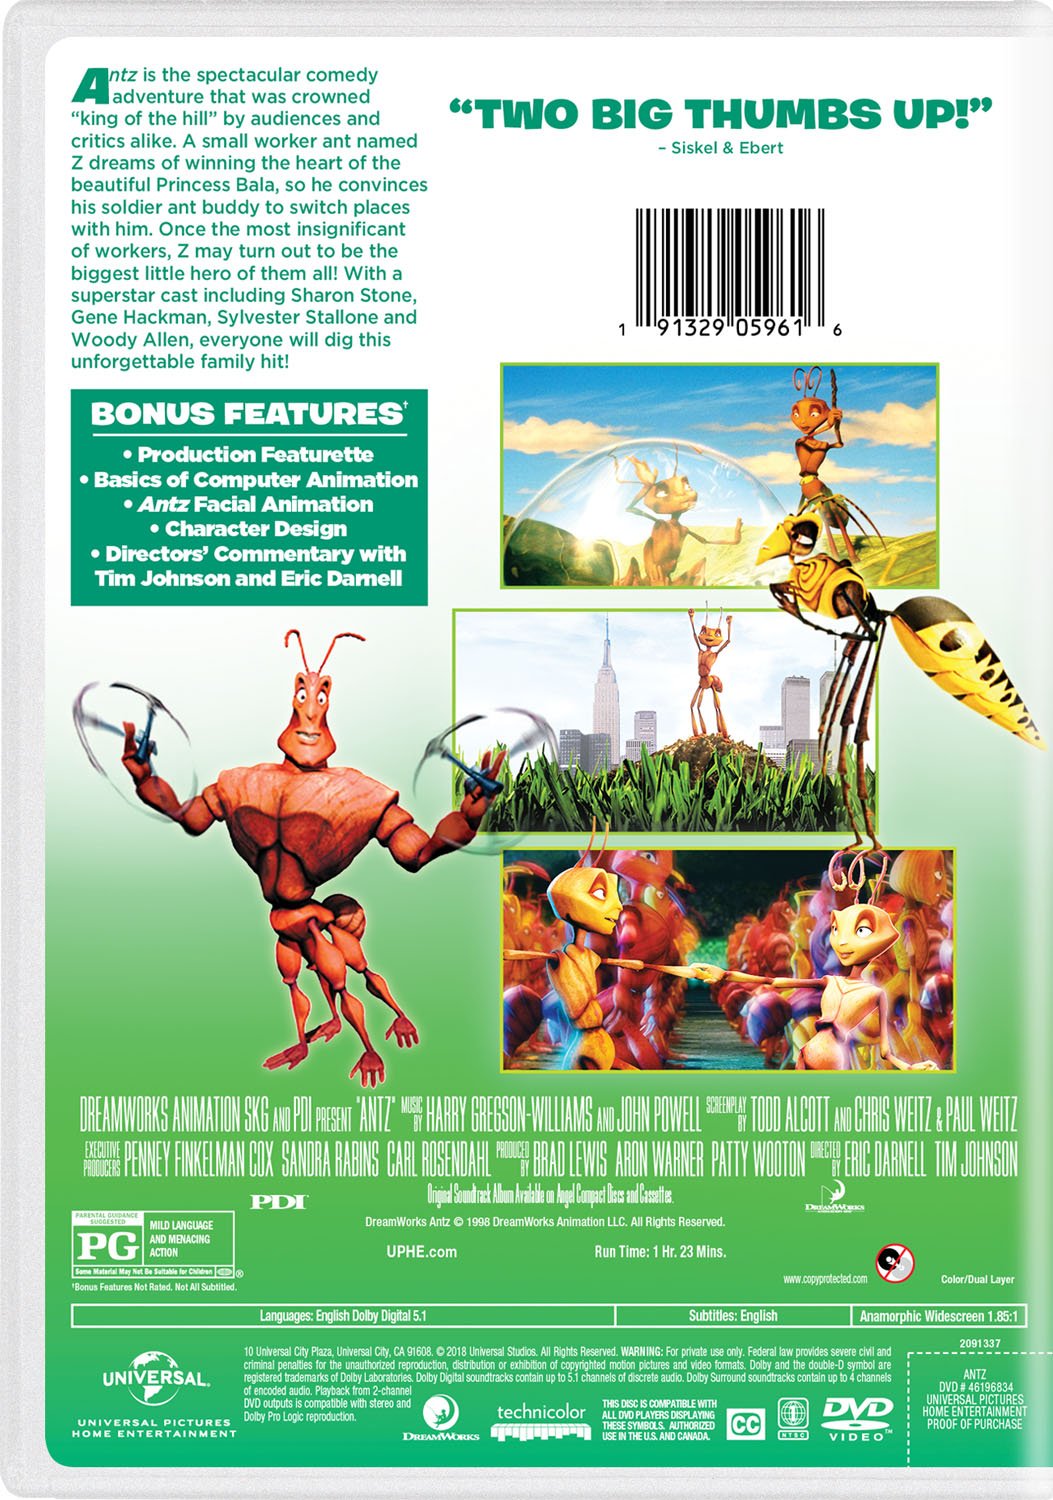 Antz is the spectacular comedy
adventure that was crowned
“king of the hill” by audiences and
critics alike. A small worker ant named
Z dreams of winning the heart of the
beautiful Princess Bala, so he convinces
his soldier ant buddy to switch places
with him. Once the most insignificant
of workers, Z may turn out to be the
biggest little hero of them all! With a
superstar cast including Sharon Stone,
Gene Hackman, Sylvester Stallone and
Woody Allen, everyone will dig this
unforgettable family hit!
“TWO BIG THUMBS UP!”
– Siskel & Ebert
1 91329 05961 6
BONUS FEATURES†
• Production Featurette
• Basics of Computer Animation
• Antz Facial Animation
• Character Design
• Directors’ Commentary with
Tim Johnson and Eric Darnell
DREAMWORKS ANIMATION SKG AND PDI PRESENT "ANTZ" MUSIC BY HARRY GREGSON-WILLIAMS AND JOHN POWELL SCREENPLAY BY TODD ALCOTT AND CHRIS WEITZ & PAUL WEITZ
EXECUTIVE PRODUCERS PENNEY FINKELMAN COX SANDRA RABINS CARL ROSENDAHL PRODUCED BY BRAD LEWIS ARON WARNER PATTY WOOTON DIRECTED BY ERIC DARNELL TIM JOHNSON
Original Soundtrack Album Available on Angel Compact Discs and Cassettes.
PDI
DREAMWORKS
DreamWorks Antz © 1998 DreamWorks Animation LLC. All Rights Reserved.
PARENTAL GUIDANCE SUGGESTED
PG
MILD LANGUAGE
AND MENACING
ACTION
Some Material May Not Be Suitable for Children
®
†Bonus Features Not Rated. Not All Subtitled.
UPHE.com
Run Time: 1 Hr. 23 Mins.
www.copyprotected.com
Color/Dual Layer
Languages: English Dolby Digital 5.1
Subtitles: English
Anamorphic Widescreen 1.85:1
UNIVERSAL
UNIVERSAL PICTURES
HOME ENTERTAINMENT
10 Universal City Plaza, Universal City, CA 91608. © 2018 Universal Studios. All Rights Reserved. WARNING: For private use only. Federal law provides severe civil and
criminal penalties for the unauthorized reproduction, distribution or exhibition of copyrighted motion pictures and video formats. Dolby and the double-D symbol are
registered trademarks of Dolby Laboratories. Dolby Digital soundtracks contain up to 5.1 channels of discrete audio. Dolby Surround soundtracks contain up to 4 channels
of encoded audio. Playback from 2-channel
DVD outputs is compatible with stereo and
Dolby Pro Logic reproduction.
DREAMWORKS
technicolor
THIS DISC IS COMPATIBLE WITH
ALL DVD PLAYERS DISPLAYING
THESE SYMBOLS. AUTHORIZED
USE IN THE U.S. AND CANADA.
CC
NTSC
DVD
VIDEO™
2091337
ANTZ
DVD # 46196834
UNIVERSAL PICTURES
HOME ENTERTAINMENT
PROOF OF PURCHASE